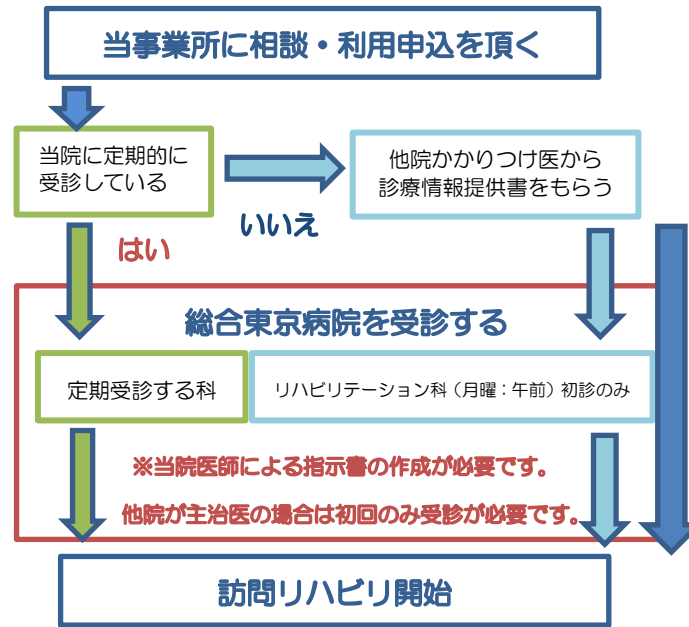 当事業所に相談・利用申込を頂く
当院に定期的に
受診している
他院かかりつけ医から
診療情報提供書をもらう
いいえ
はい
総合東京病院を受診する
定期受診する科
リハビリテーション科（月曜：午前）初診のみ
※当院医師による指示書の作成が必要です。
他院が主治医の場合は初回のみ受診が必要です。
訪問リハビリ開始